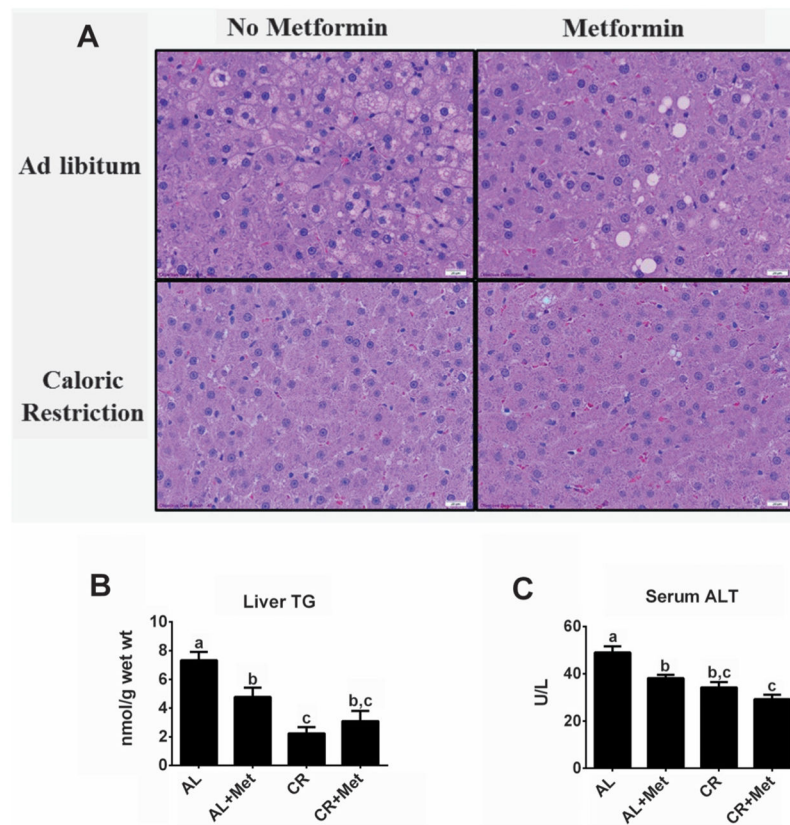 A
No Metformin
Metformin
Ad libitum
Caloric
Restriction
B
Liver TG
nmol/g wet wt
8
6
4
2
0
a
b
c
b,c
AL
AL+Met
CR
CR+Met
C
Serum ALT
U/L
60
40
20
0
a
b
b,c
c
AL
AL+Met
CR
CR+Met